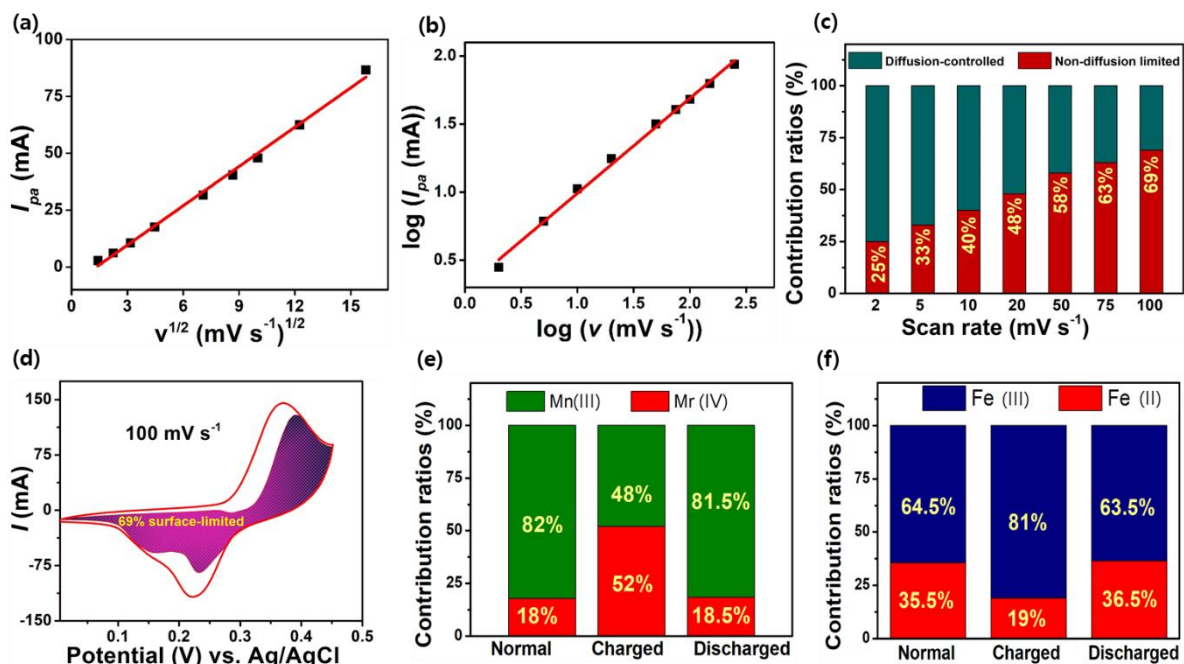 (a)
100
75
50
25
0
I_pa (mA)
0
3
6
9
12
15
v^1/2 (mV s^-1)^1/2
(b)
2.0
1.5
1.0
0.5
log (I_pa (mA))
0.0
0.5
1.0
1.5
2.0
2.5
log (v (mV s^-1))
(c)
Diffusion-controlled
Non-diffusion limited
100
75
50
25
0
Contribution ratios (%)
25%
33%
40%
48%
58%
63%
69%
2
5
10
20
50
75
100
Scan rate (mV s^-1)
(d)
150
75
0
-75
-150
I (mA)
100 mV s^-1
69% surface-limited
0.1
0.2
0.3
0.4
0.5
Potential (V) vs. Ag/AgCl
(e)
Mn(III)
Mr (IV)
100
75
50
25
0
Contribution ratios (%)
82%
48%
81.5%
18%
52%
18.5%
Normal
Charged
Discharged
(f)
Fe (III)
Fe (II)
100
75
50
25
0
Contribution ratios (%)
64.5%
81%
63.5%
35.5%
19%
36.5%
Normal
Charged
Discharged